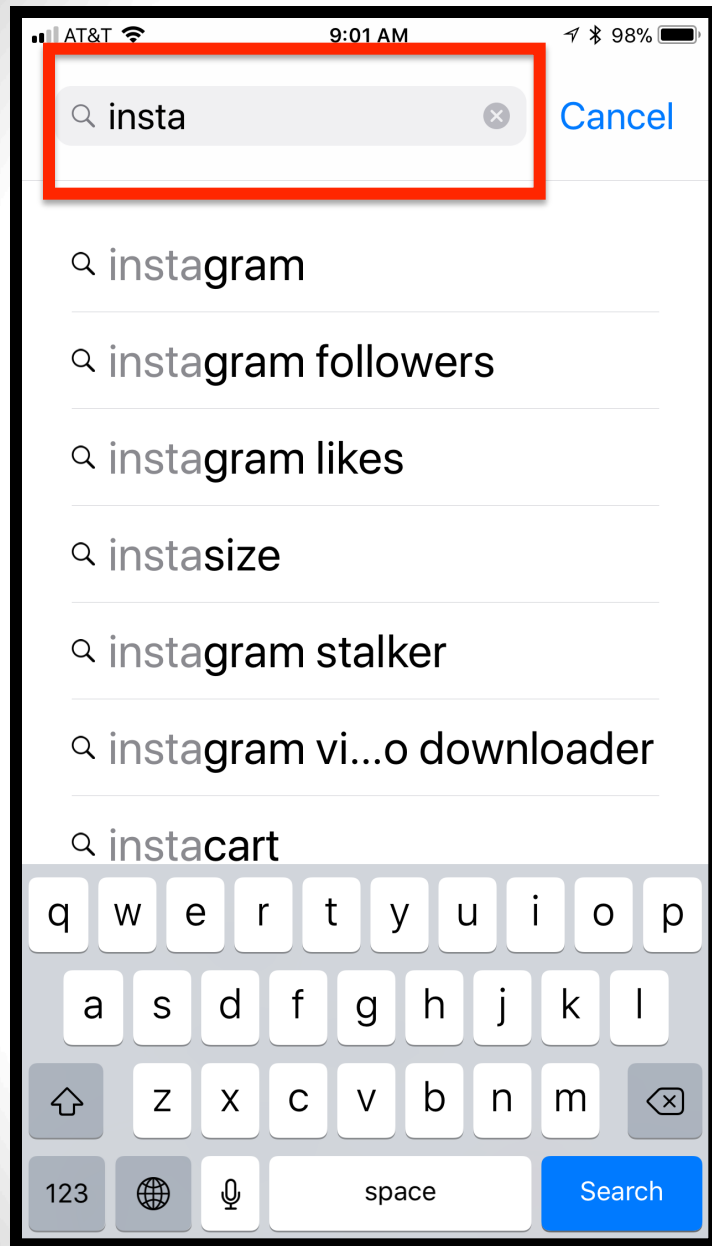 AT&T 9:01 AM 98%
insta Cancel
instagram
instagram followers
instagram likes
instasize
instagram stalker
instagram vi...o downloader
instacart
q w e r t y u i o p
a s d f g h j k l
z x c v b n m
123 space Search